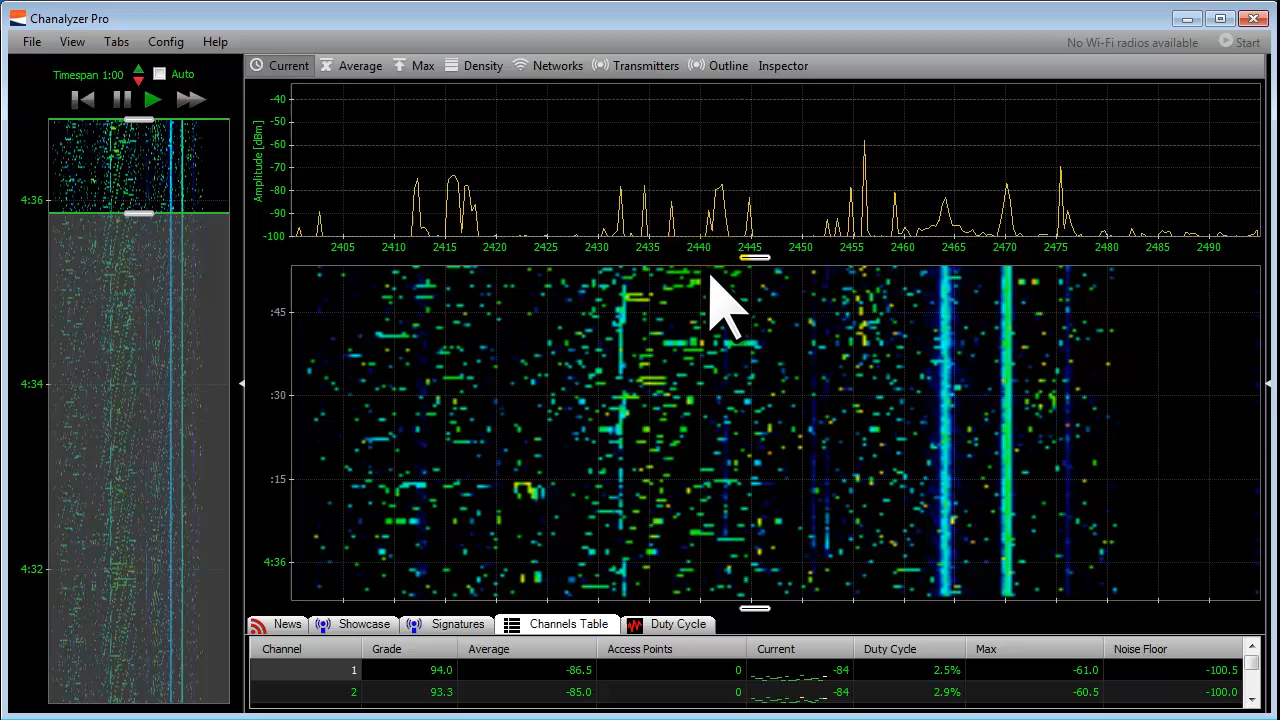 Chanalyzer Pro
File View Tabs Config Help
No Wi-Fi radios available Start
Timespan 1:00 Auto
Current Average Max Density Networks Transmitters Outline Inspector
Amplitude [dBm]
-40
-50
-60
-70
-80
-90
-100
2405 2410 2415 2420 2425 2430 2435 2440 2445 2450 2455 2460 2465 2470 2475 2480 2485 2490
4:36
4:34
4:32
:45
:30
:15
4:36
News Showcase Signatures Channels Table Duty Cycle
Channel Grade Average Access Points Current Duty Cycle Max Noise Floor
1 94.0 -86.5 0 -84 2.5% -61.0 -100.5
2 93.3 -85.0 0 -84 2.9% -60.5 -100.0